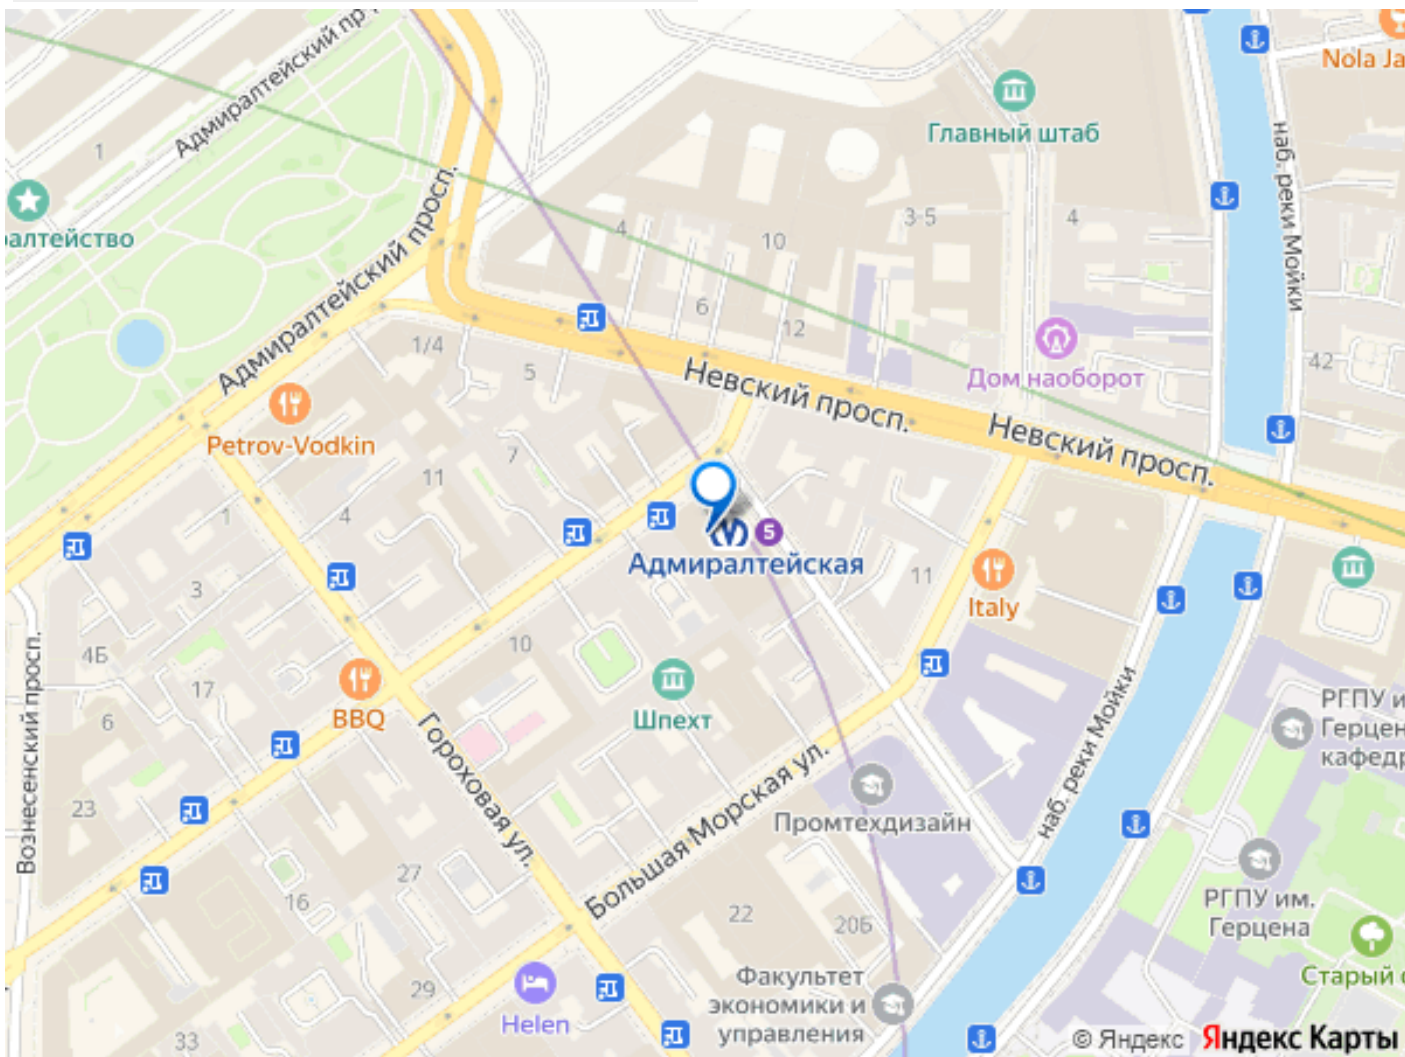 Адмиралтейский пр
Nola Ja
Главный штаб
наб. реки Мойки
1
ралтейство
Адмиралтейский просп.
4
10
3-5
4
6
12
1/4
5
Невский просп.
Дом наоборот
42
Невский просп.
Petrov-Vodkin
7
11
1
4
5
Адмиралтейская
11
Italy
3
10
4Б
17
6
BBQ
Шпехт
Вознесенский просп.
Гороховая ул.
Большая Морская ул.
наб. реки Мойки
РГПУ и
Герцен
кафедр
23
Промтехдизайн
27
16
22
20Б
РГПУ им.
Герцена
Старый с
29
Helen
Факультет
экономики и
управления
33
© Яндекс Яндекс Карты